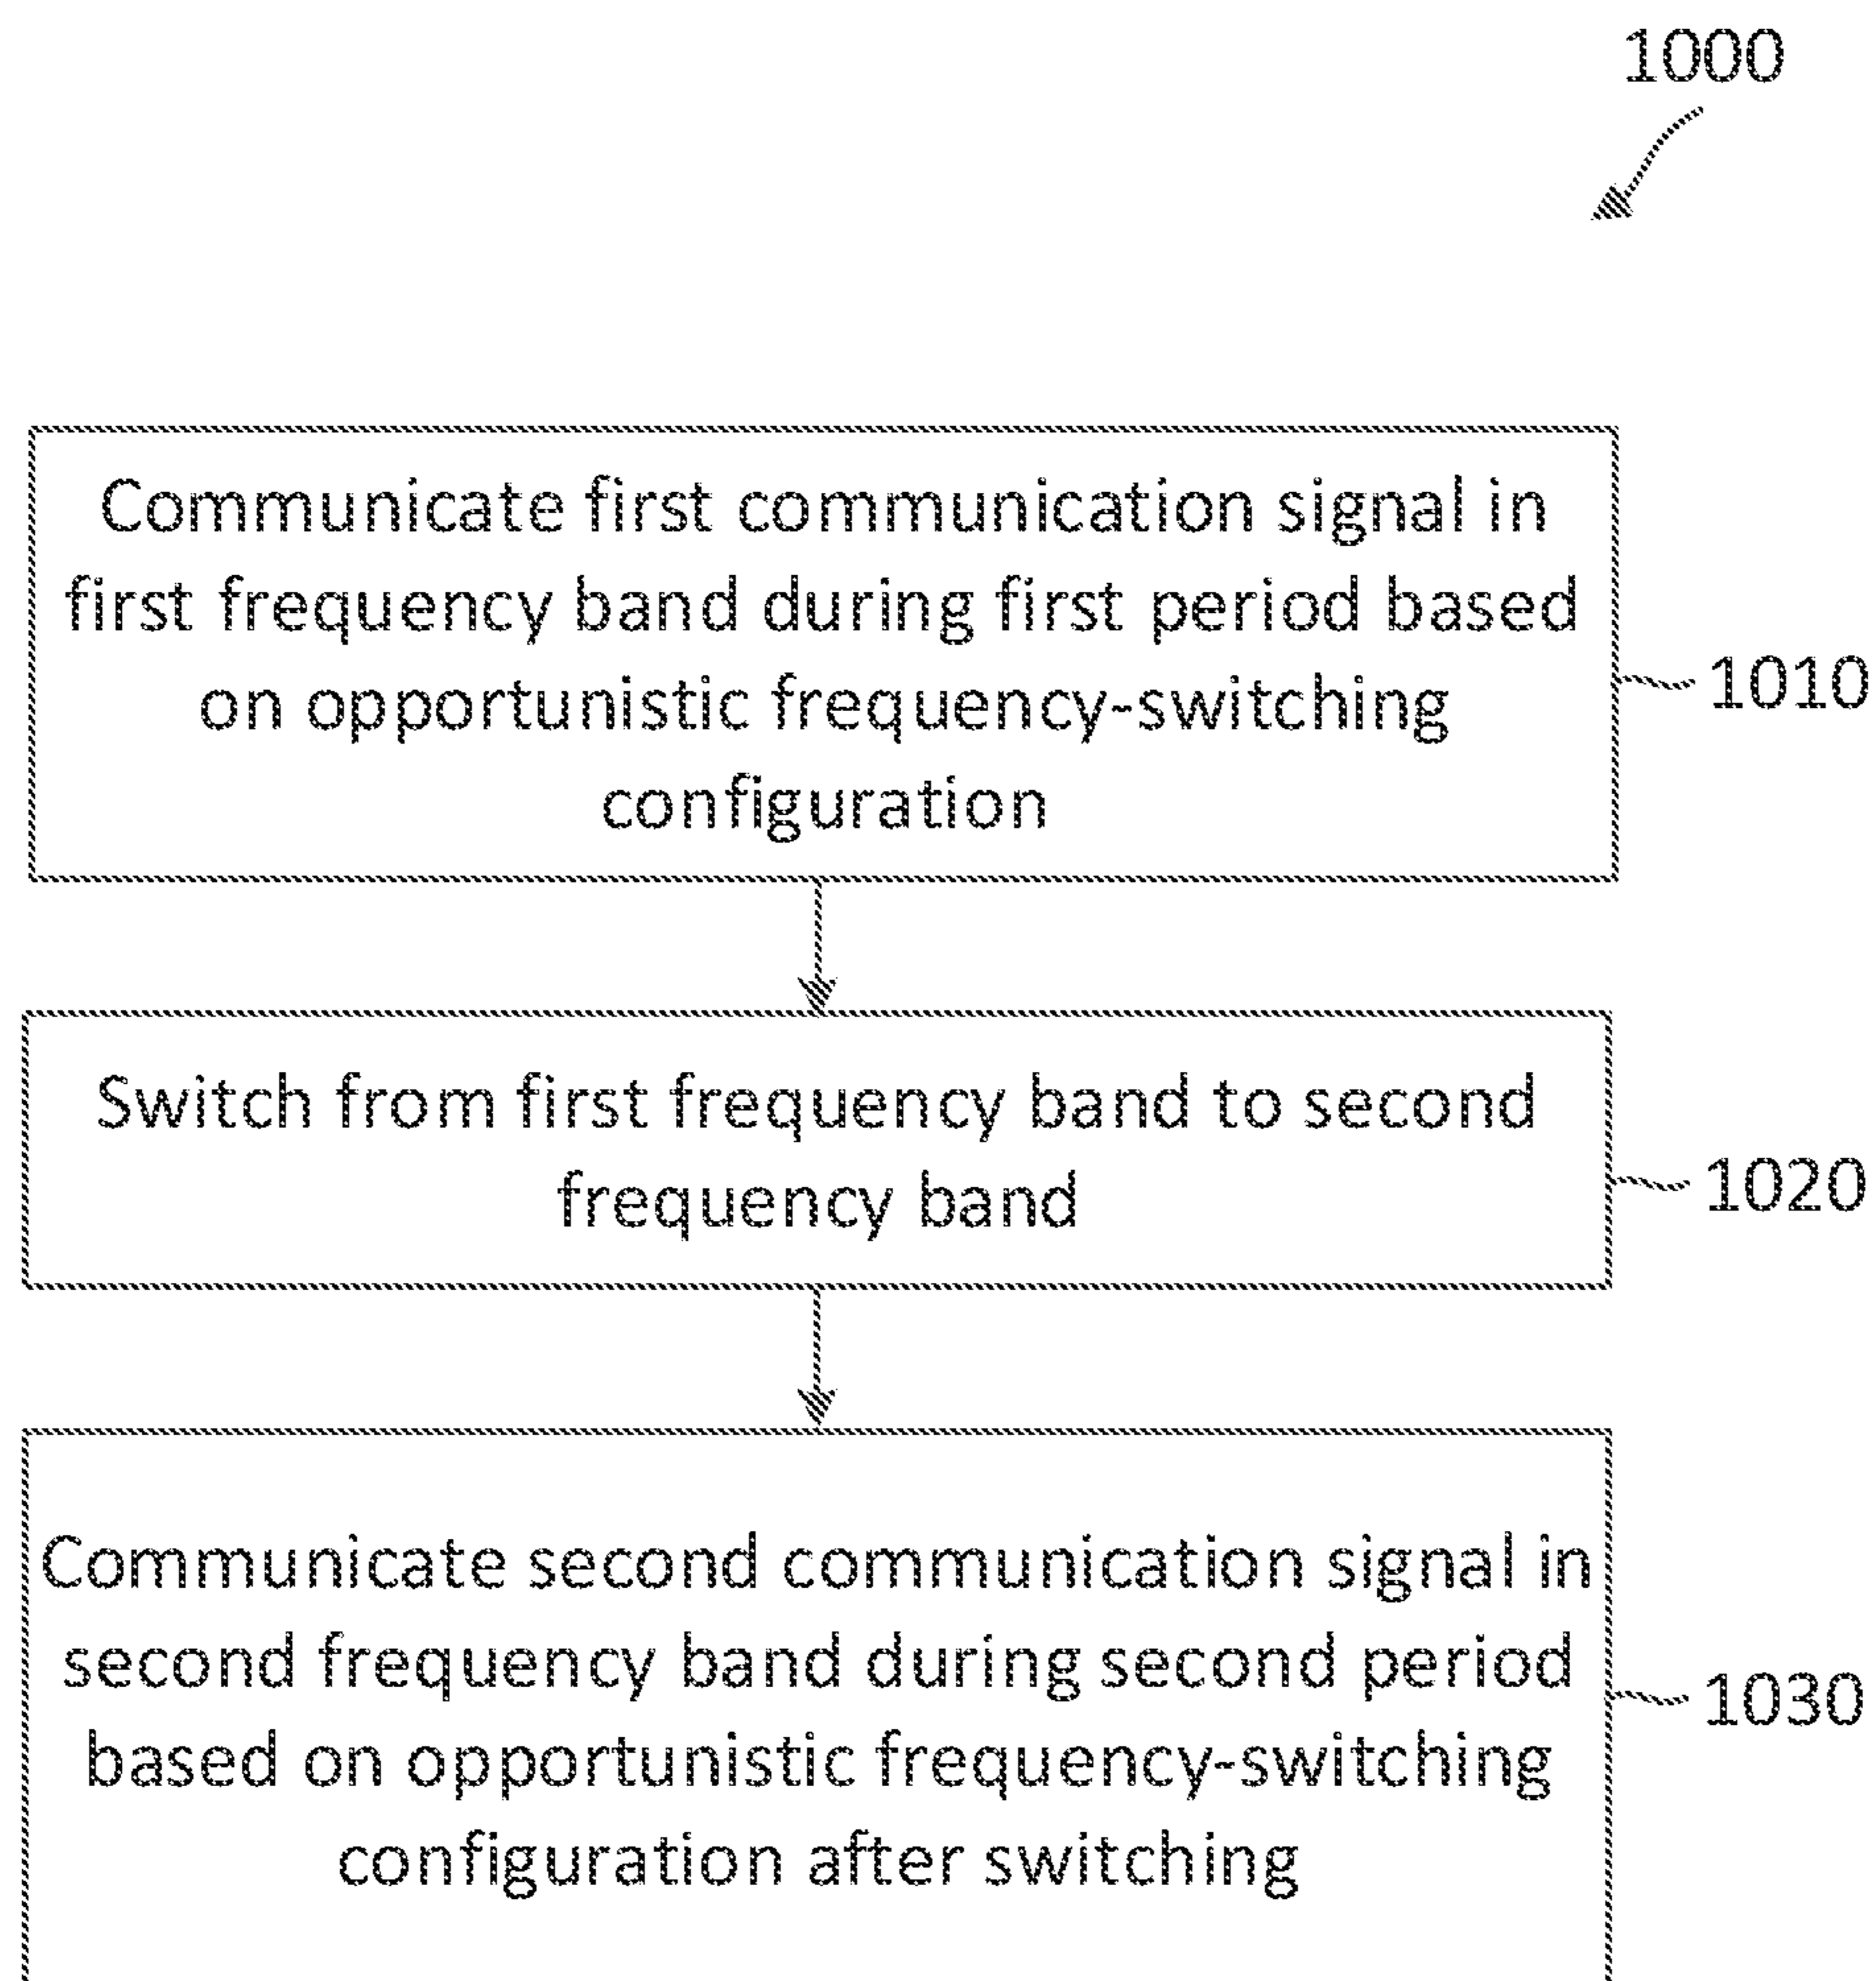 1000
Communicate first communication signal in
first frequency band during first period based
on opportunistic frequency-switching
configuration
1010
Switch from first frequency band to second
frequency band
1020
Communicate second communication signal in
second frequency band during second period
based on opportunistic frequency-switching
configuration after switching
1030